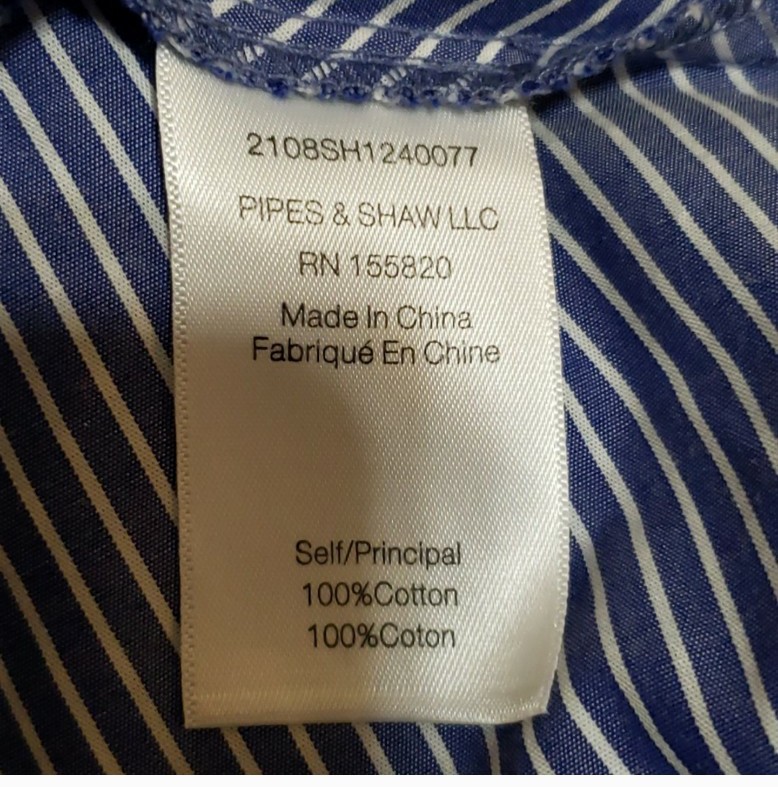 2108SH1240077
PIPES & SHAW LLC
RN 155820
Made In China
Fabriqué En Chine
Self/Principal
100%Cotton
100%Coton